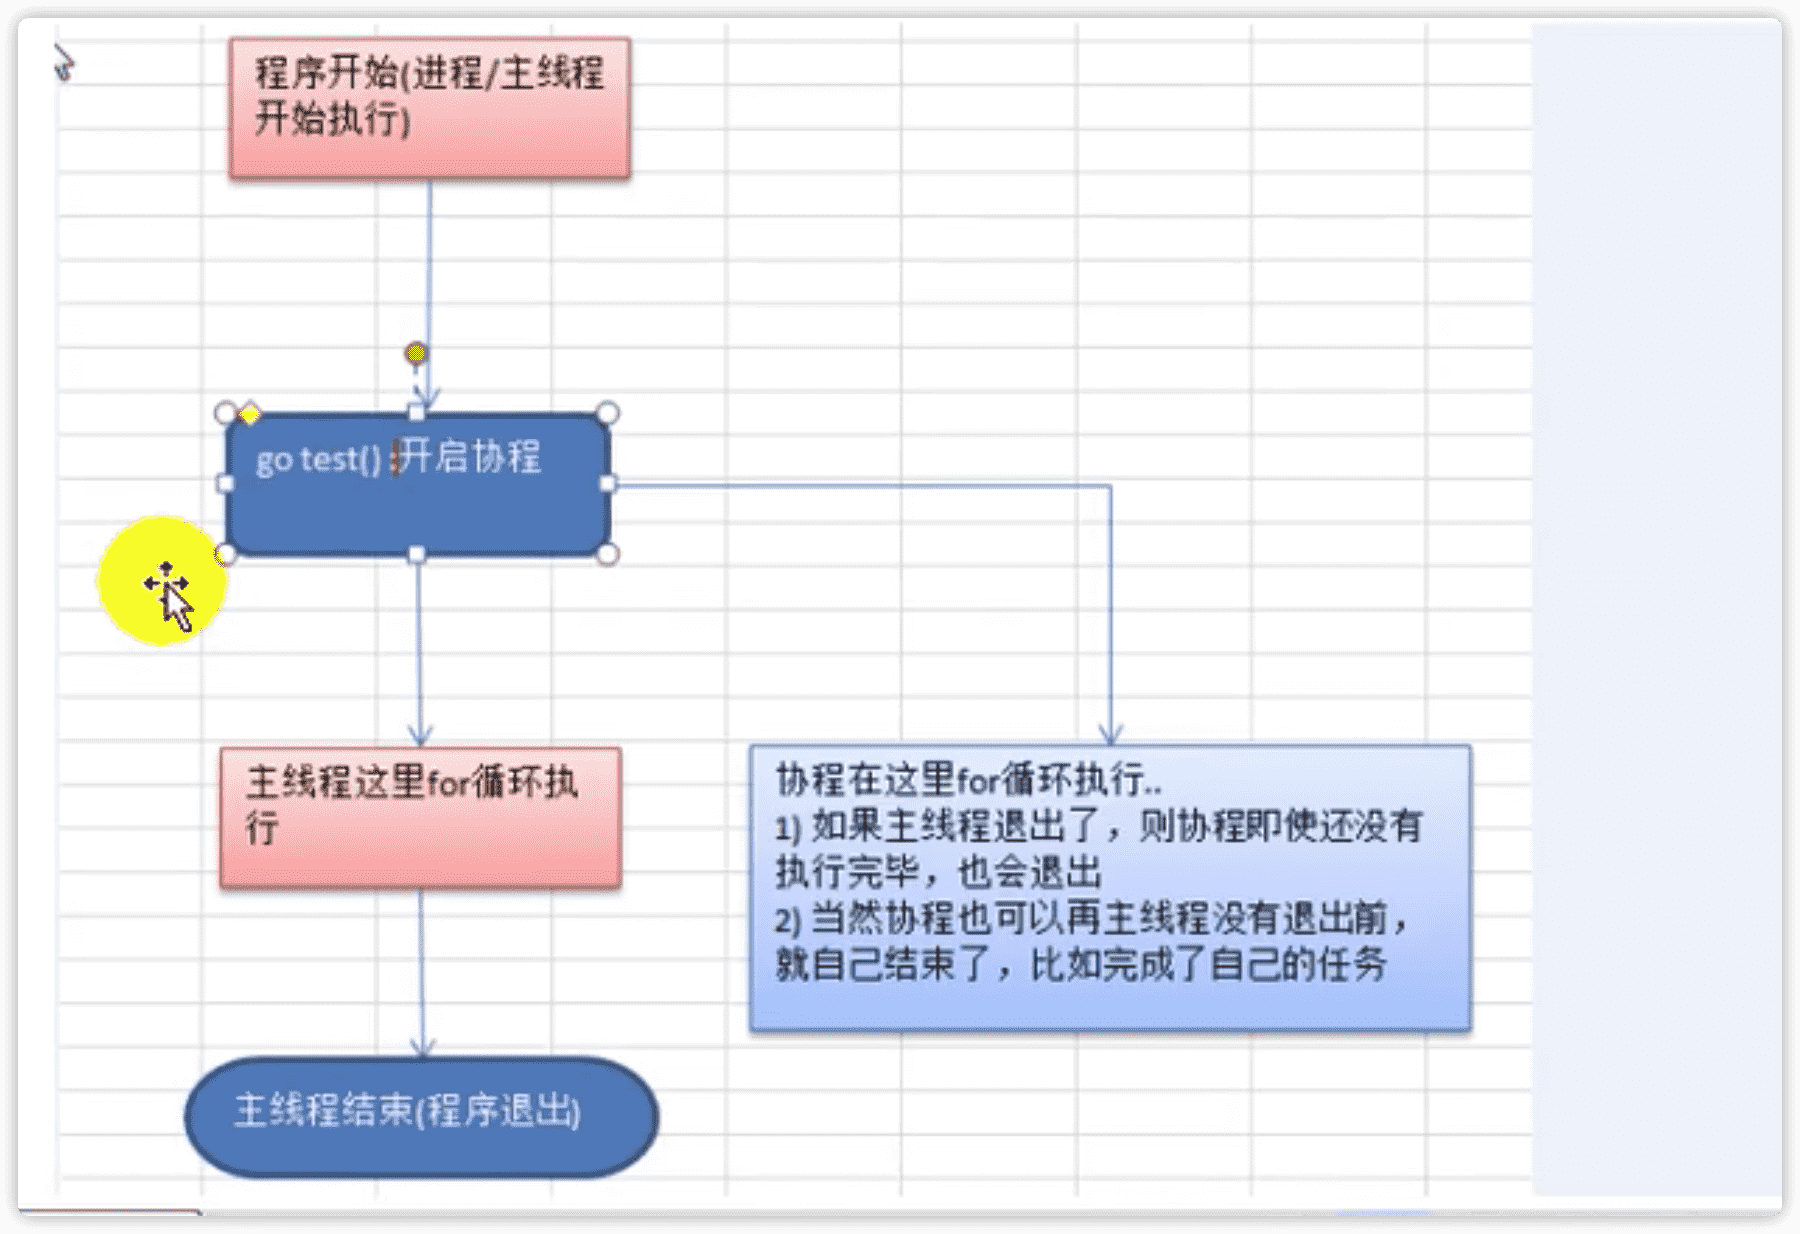 程序开始(进程/主线程
开始执行)
go test() :开启协程
主线程这里for循环执
行
协程在这里for循环执行..
1) 如果主线程退出了，则协程即使还没有
执行完毕，也会退出
2) 当然协程也可以再主线程没有退出前，
就自己结束了，比如完成了自己的任务
主线程结束(程序退出)